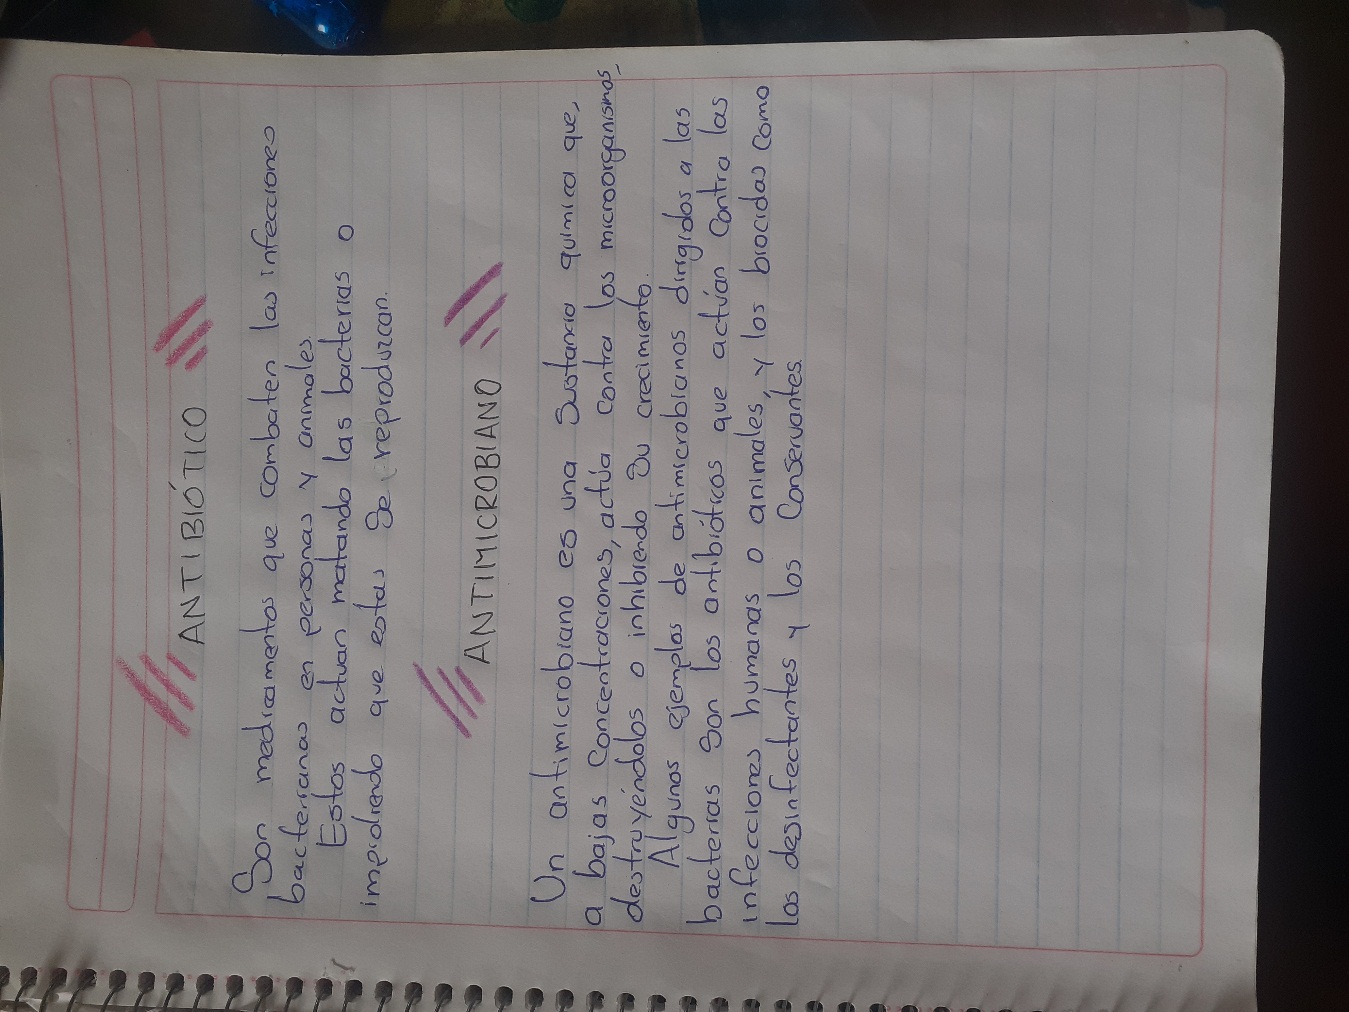 ANTIBIÓTICO
Son medicamentos que combaten las infecciones
bacterianas en personas y animales.
Estos actuan matando las bacterias o
impidiendo que estas se reproduzcan.
ANTIMICROBIANO
Un antimicrobiano es una sustancia química que,
a bajas concentraciones, actúa contra los microorganismos,
destruyéndolos o inhibiendo su crecimiento.
Algunos ejemplos de antimicrobianos dirigidos a las
bacterias son los antibióticos que actúan contra las
infecciones humanas o animales, y los biocidas como
los desinfectantes y los conservantes.